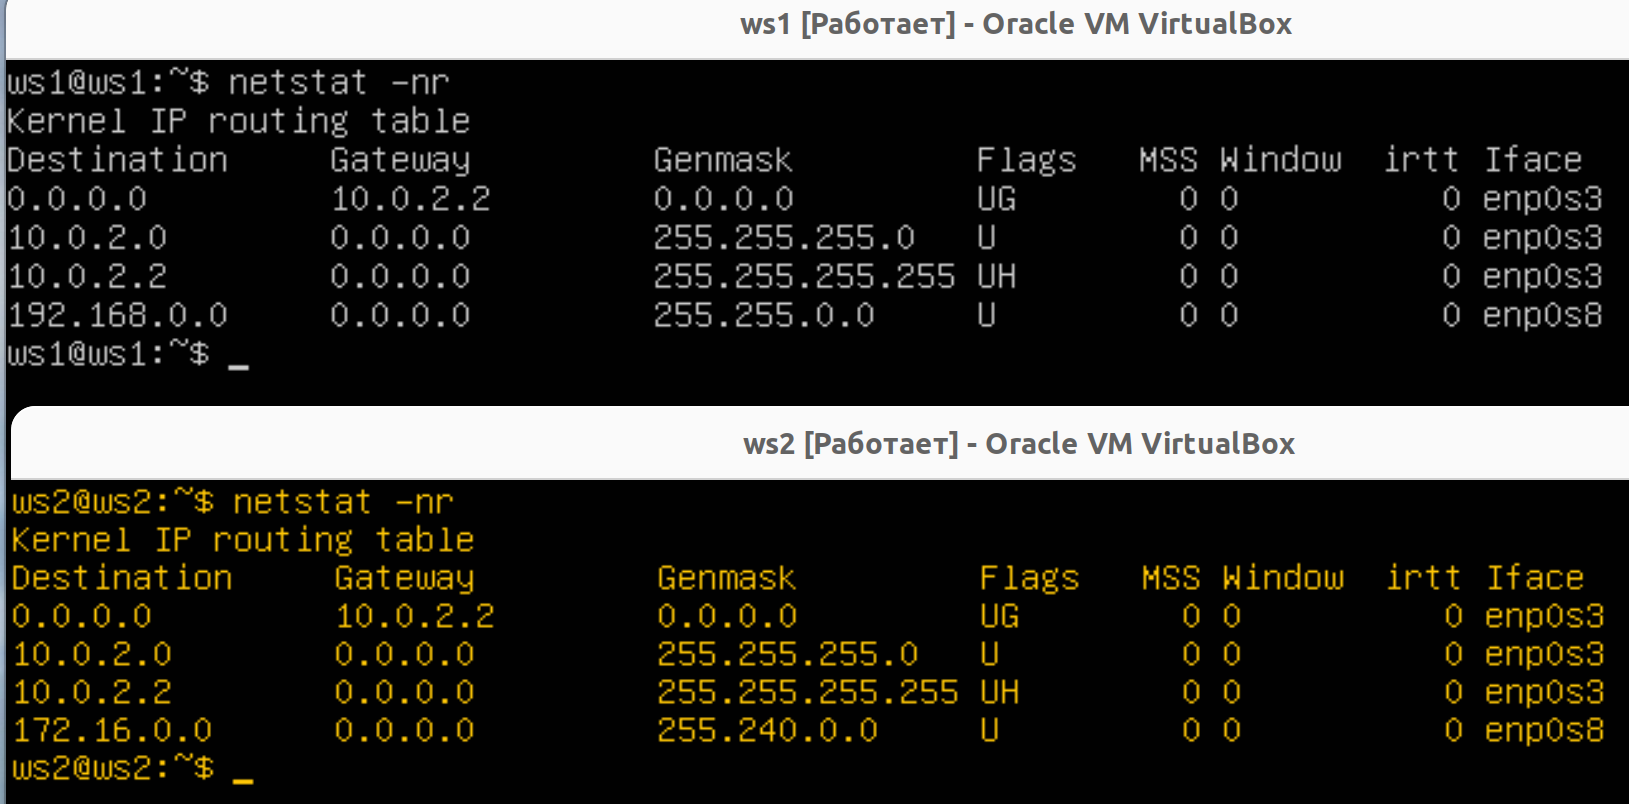 ws1 [Работает] - Oracle VM VirtualBox
ws1@ws1:~$ netstat -nr
Kernel IP routing table
Destination Gateway Genmask Flags MSS Window irtt Iface
0.0.0.0 10.0.2.2 0.0.0.0 UG 0 0 0 enp0s3
10.0.2.0 0.0.0.0 255.255.255.0 U 0 0 0 enp0s3
10.0.2.2 0.0.0.0 255.255.255.255 UH 0 0 0 enp0s3
192.168.0.0 0.0.0.0 255.255.0.0 U 0 0 0 enp0s8
ws1@ws1:~$ _
ws2 [Работает] - Oracle VM VirtualBox
ws2@ws2:~$ netstat -nr
Kernel IP routing table
Destination Gateway Genmask Flags MSS Window irtt Iface
0.0.0.0 10.0.2.2 0.0.0.0 UG 0 0 0 enp0s3
10.0.2.0 0.0.0.0 255.255.255.0 U 0 0 0 enp0s3
10.0.2.2 0.0.0.0 255.255.255.255 UH 0 0 0 enp0s3
172.16.0.0 0.0.0.0 255.240.0.0 U 0 0 0 enp0s8
ws2@ws2:~$ _